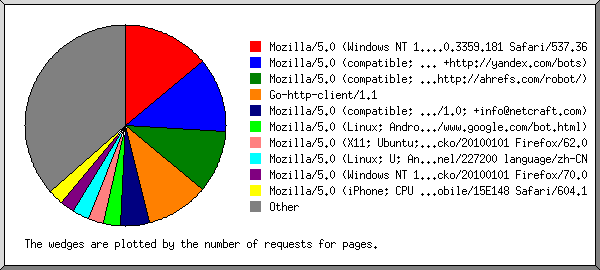 Mozilla/5.0 (Windows NT 1....0.3359.181 Safari/537.36
Mozilla/5.0 (compatible; ... +http://yandex.com/bots)
Mozilla/5.0 (compatible; ...http://ahrefs.com/robot/)
Go-http-client/1.1
Mozilla/5.0 (compatible; .../1.0; +info@netcraft.com)
Mozilla/5.0 (Linux; Andro.../www.google.com/bot.html)
Mozilla/5.0 (X11; Ubuntu;...cko/20100101 Firefox/62.0
Mozilla/5.0 (Linux; U; An...nel/227200 language/zh-CN
Mozilla/5.0 (Windows NT 1...cko/20100101 Firefox/70.0
Mozilla/5.0 (iPhone; CPU ...obile/15E148 Safari/604.1
Other
The wedges are plotted by the number of requests for pages.